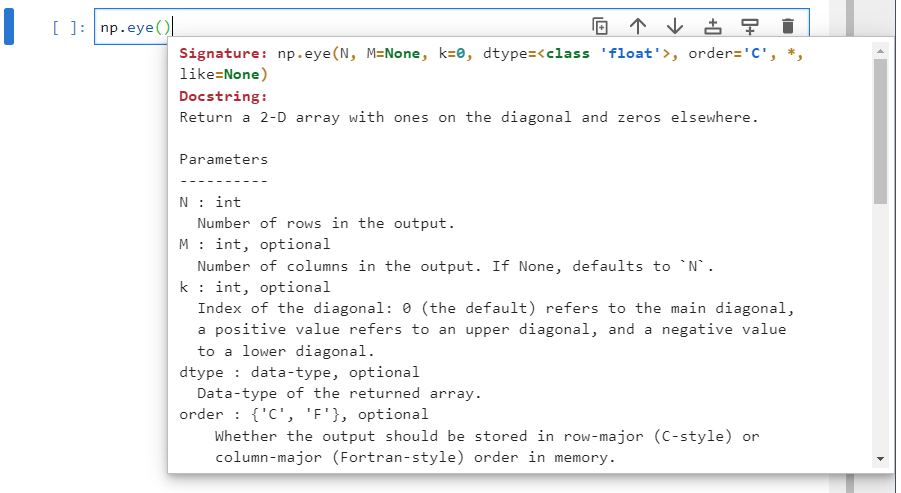 [ ]: np.eye()
Signature: np.eye(N, M=None, k=0, dtype=<class 'float'>, order='C', *,
like=None)
Docstring:
Return a 2-D array with ones on the diagonal and zeros elsewhere.
Parameters
----------
N : int
Number of rows in the output.
M : int, optional
Number of columns in the output. If None, defaults to `N`.
k : int, optional
Index of the diagonal: 0 (the default) refers to the main diagonal,
a positive value refers to an upper diagonal, and a negative value
to a lower diagonal.
dtype : data-type, optional
Data-type of the returned array.
order : {'C', 'F'}, optional
Whether the output should be stored in row-major (C-style) or
column-major (Fortran-style) order in memory.